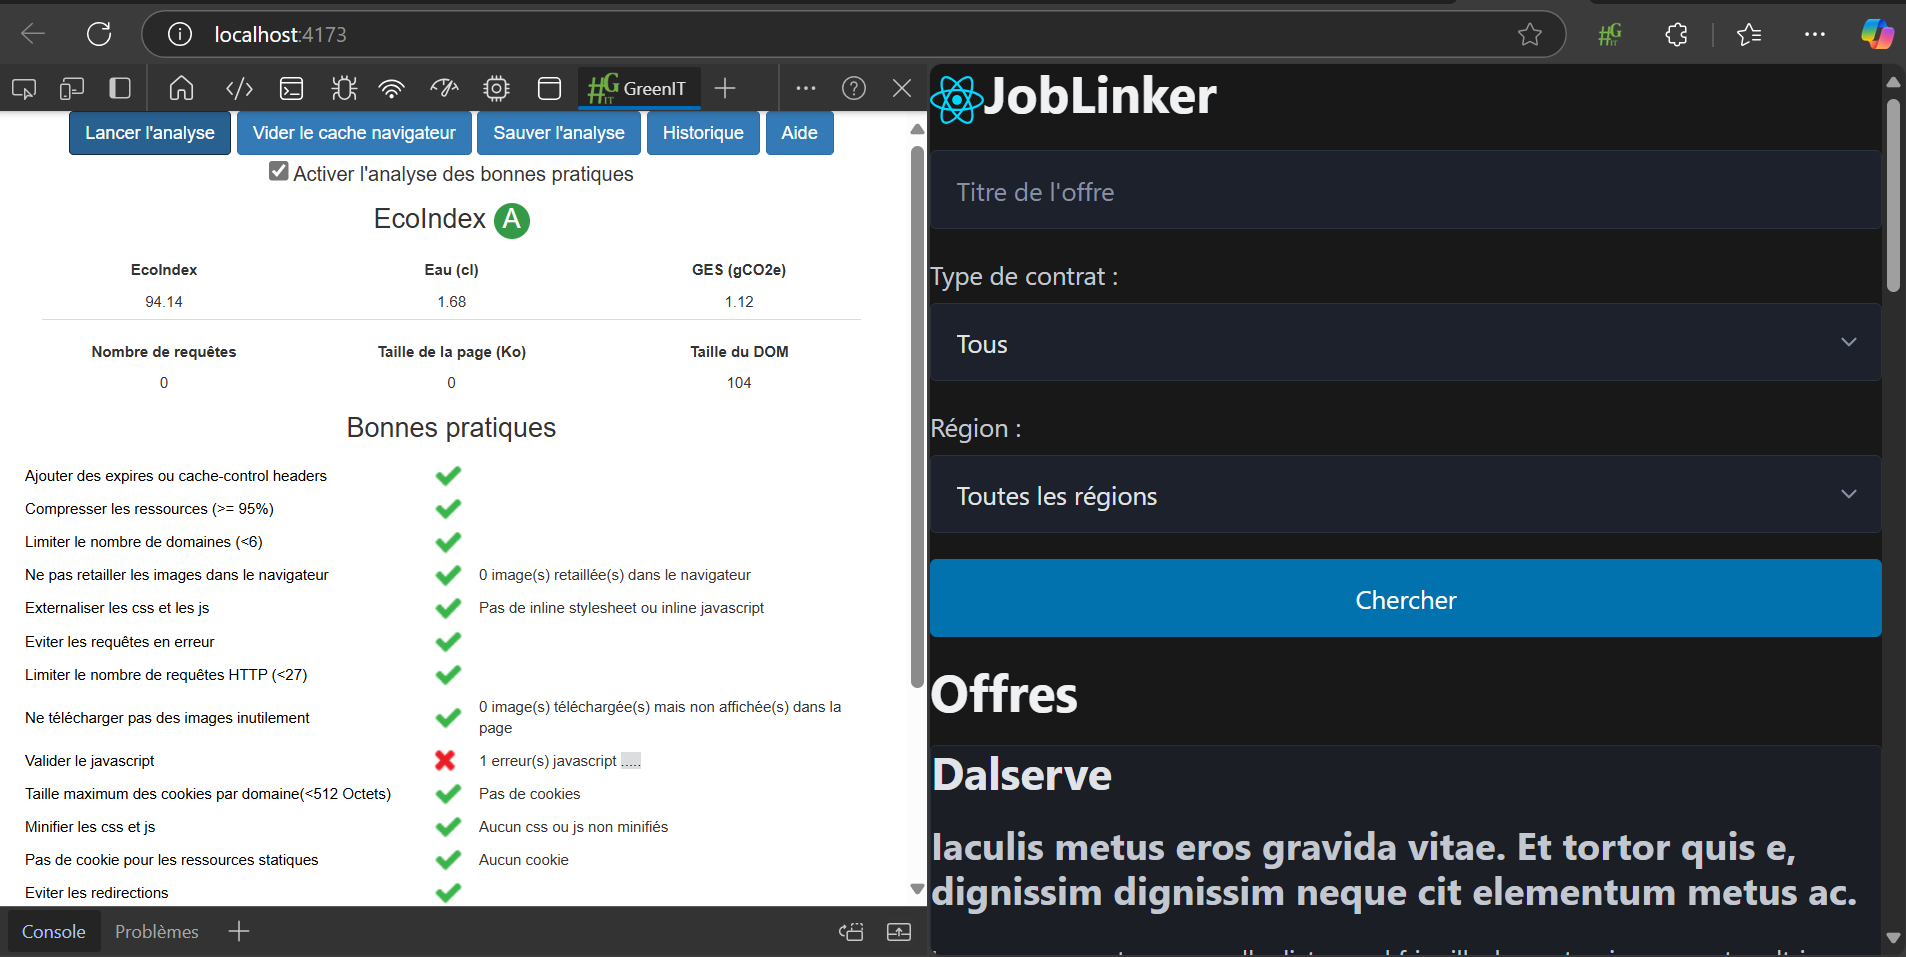 localhost:4173
GreenIT
Lancer l'analyse
Vider le cache navigateur
Sauver l'analyse
Historique
Aide
Activer l'analyse des bonnes pratiques
EcoIndex A
EcoIndex
Eau (cl)
GES (gCO2e)
94.14
1.68
1.12
Nombre de requêtes
Taille de la page (Ko)
Taille du DOM
0
0
104
Bonnes pratiques
Ajouter des expires ou cache-control headers
Compresser les ressources (>= 95%)
Limiter le nombre de domaines (<6)
Ne pas retailler les images dans le navigateur
0 image(s) retaillée(s) dans le navigateur
Externaliser les css et les js
Pas de inline stylesheet ou inline javascript
Eviter les requêtes en erreur
Limiter le nombre de requêtes HTTP (<27)
Ne télécharger pas des images inutilement
0 image(s) téléchargée(s) mais non affichée(s) dans la
page
Valider le javascript
1 erreur(s) javascript .....
Taille maximum des cookies par domaine(<512 Octets)
Pas de cookies
Minifier les css et js
Aucun css ou js non minifiés
Pas de cookie pour les ressources statiques
Aucun cookie
Eviter les redirections
Console
Problèmes
JobLinker
Titre de l'offre
Type de contrat :
Tous
Région :
Toutes les régions
Chercher
Offres
Dalserve
Iaculis metus eros gravida vitae. Et tortor quis e,
dignissim dignissim neque cit elementum metus ac.